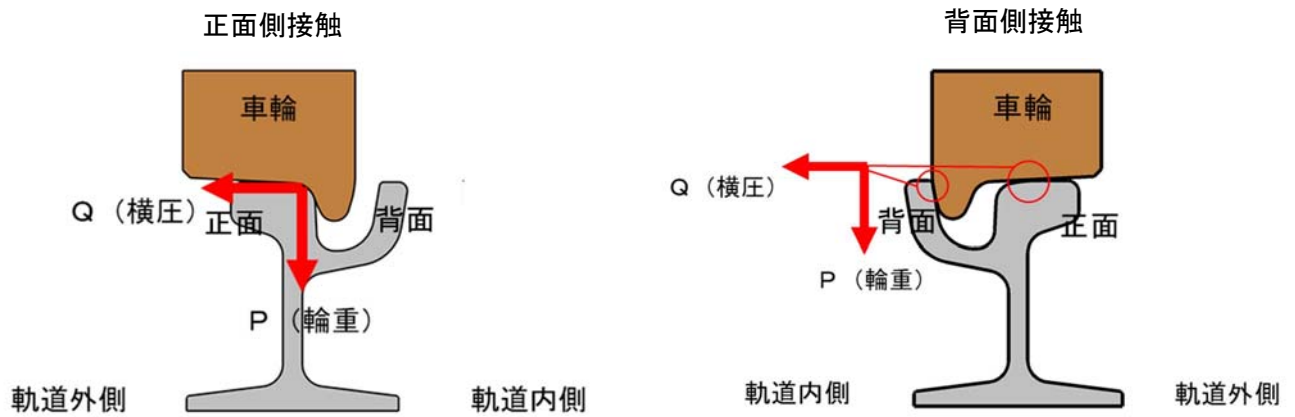 正面側接触
車輪
Q (横圧)
正面
背面
P (輪重)
軌道外側
軌道内側
背面側接触
車輪
Q (横圧)
背面
正面
P (輪重)
軌道内側
軌道外側